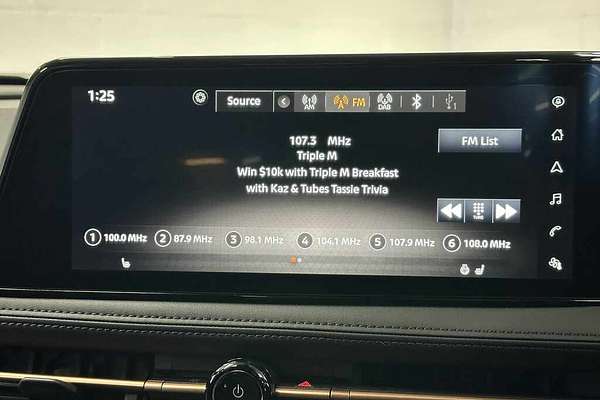 1:25
Source
AM
FM
DAB
1
107.3 MHz
Triple M
Win $10k with Triple M Breakfast
with Kaz & Tubes Tassie Trivia
FM List
TUNE
1 100.0 MHz 2 87.9 MHz 3 98.1 MHz 4 104.1 MHz 5 107.9 MHz 6 108.0 MHz